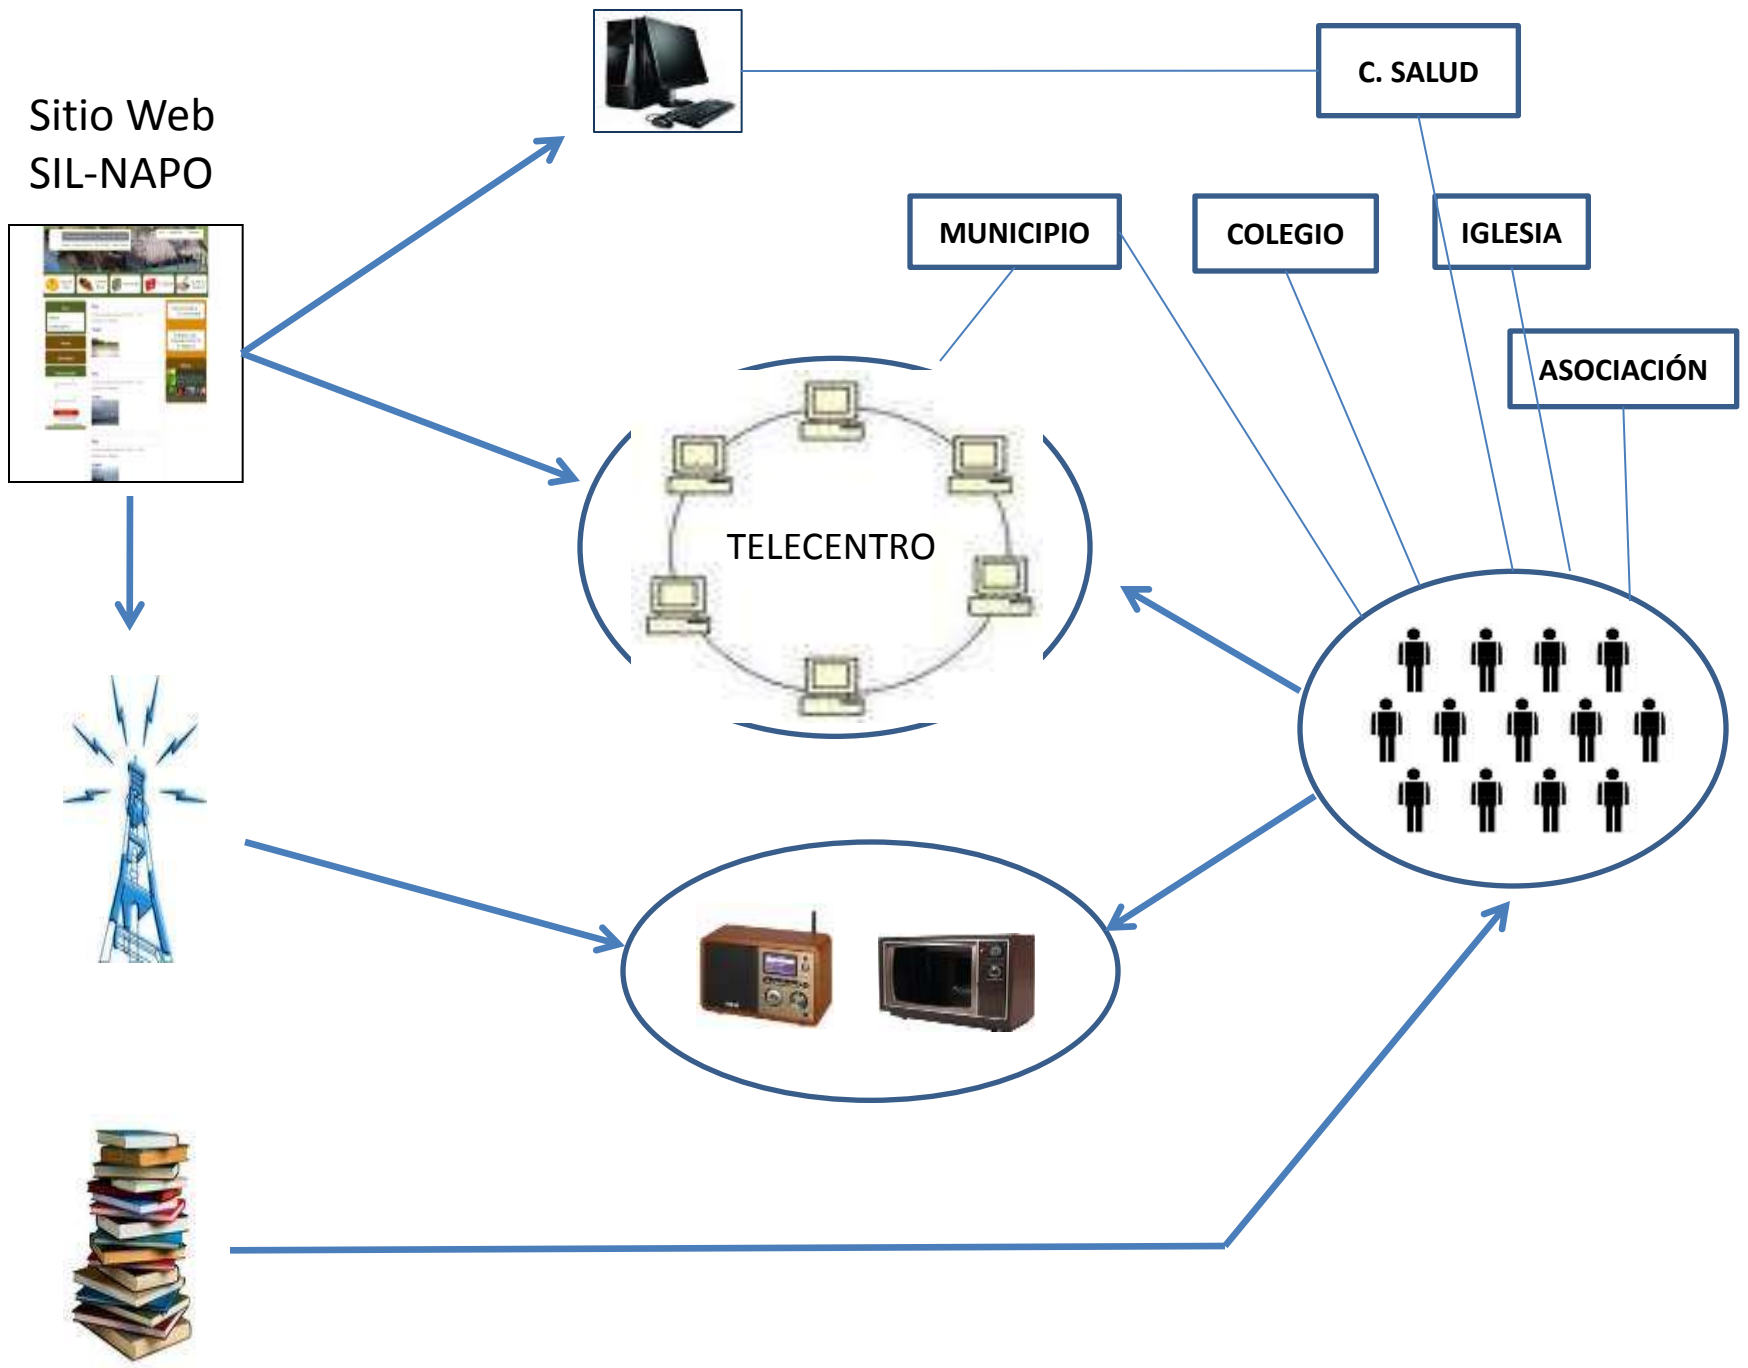 Sitio Web
SIL-NAPO
C. SALUD
MUNICIPIO
COLEGIO
IGLESIA
ASOCIACIÓN
TELECENTRO